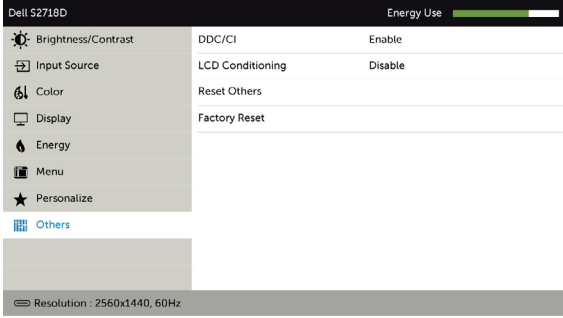 Dell S2718D Energy Use
Brightness/Contrast DDC/CI Enable
Input Source LCD Conditioning Disable
Color Reset Others
Display Factory Reset
Energy
Menu
Personalize
Others
Resolution : 2560x1440, 60Hz